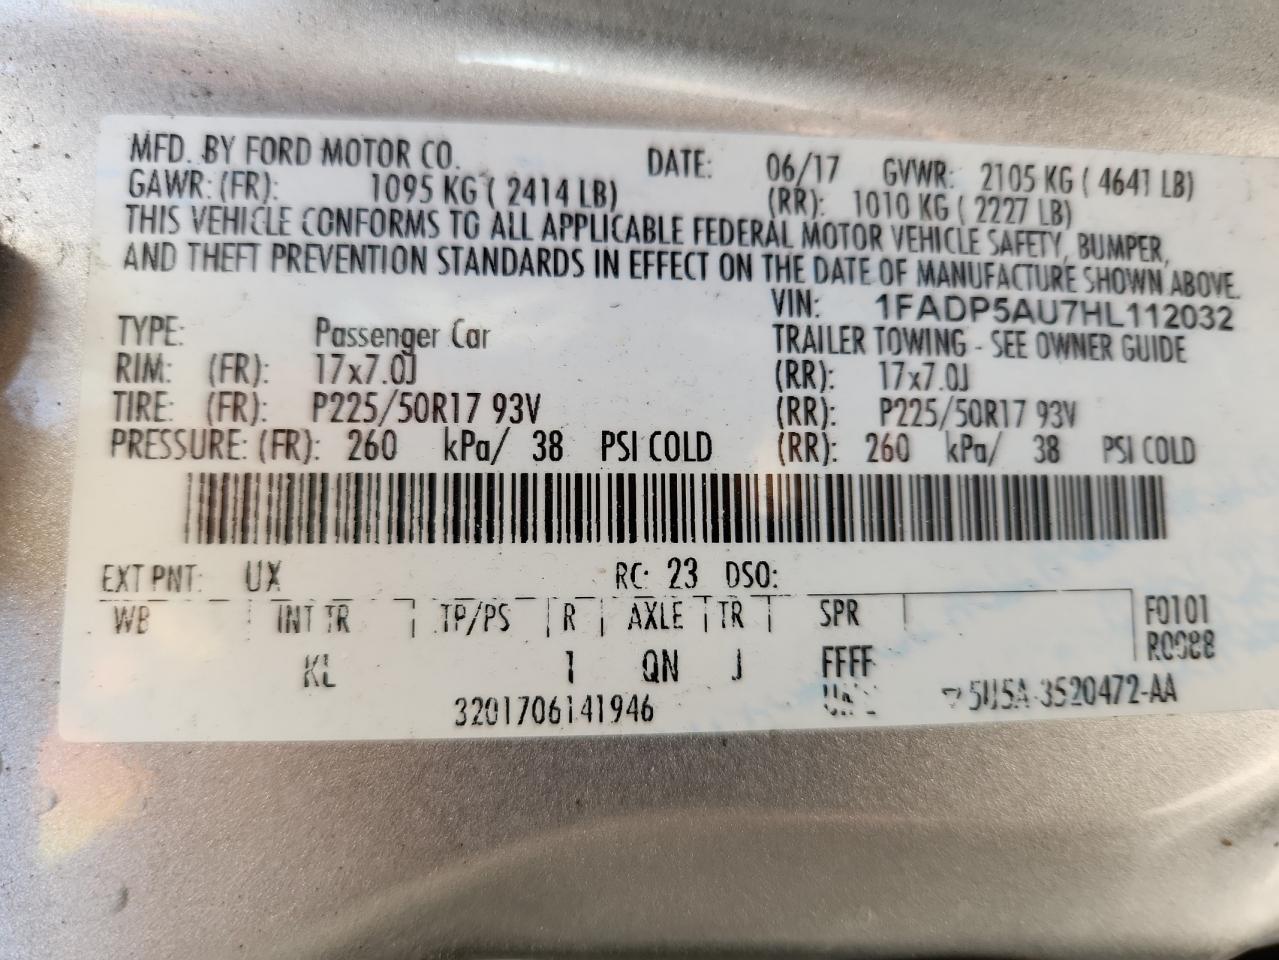 MFD. BY FORD MOTOR CO. DATE: 06/17 GVWR: 2105 KG ( 4641 LB)
GAWR: (FR): 1095 KG ( 2414 LB) (RR): 1010 KG ( 2227 LB)
THIS VEHICLE CONFORMS TO ALL APPLICABLE FEDERAL MOTOR VEHICLE SAFETY, BUMPER,
AND THEFT PREVENTION STANDARDS IN EFFECT ON THE DATE OF MANUFACTURE SHOWN ABOVE.
VIN: 1FADP5AU7HL112032
TYPE: Passenger Car TRAILER TOWING - SEE OWNER GUIDE
RIM: (FR): 17x7.0J (RR): 17x7.0J
TIRE: (FR): P225/50R17 93V (RR): P225/50R17 93V
PRESSURE: (FR): 260 kPa/ 38 PSI COLD (RR): 260 kPa/ 38 PSI COLD
EXT PNT: UX RC: 23 DSO:
WB INT TR TP/PS R AXLE TR SPR F0101
KL 1 QN J FFFF
3201706141946 5U5A-3520472-AA